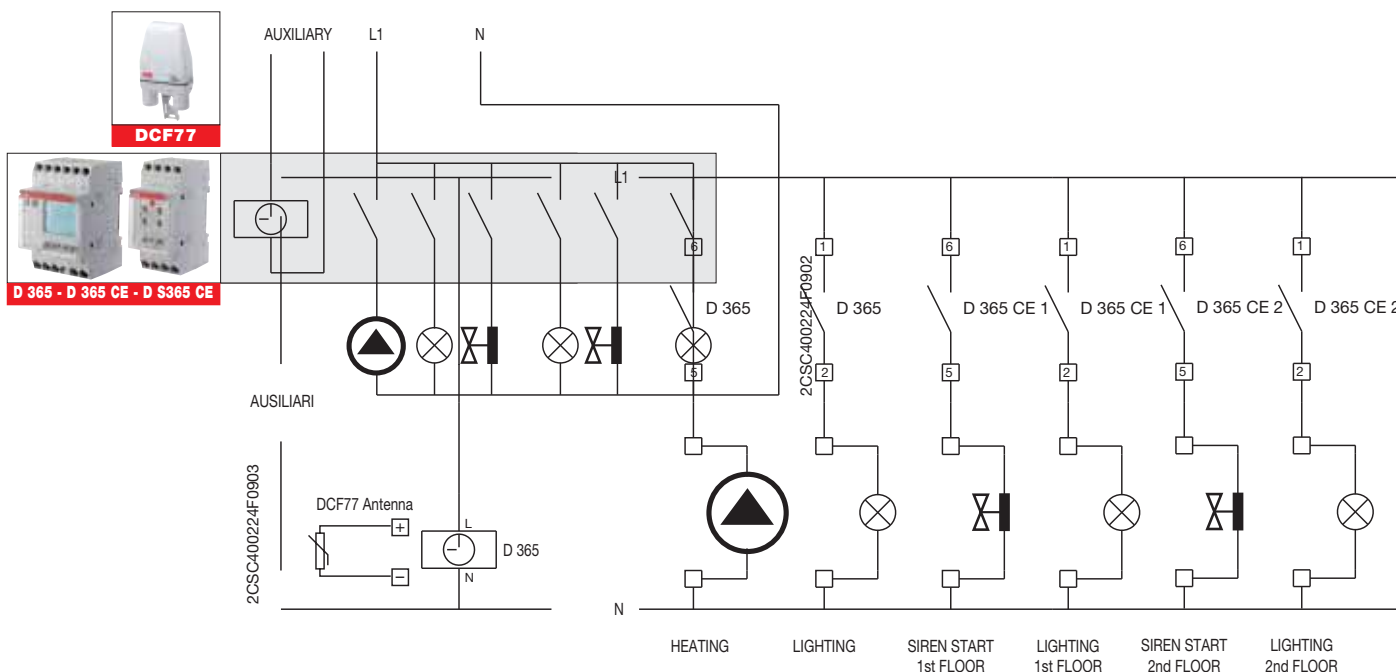 AUXILIARY
L1
N
DCF77
L1
D 365 - D 365 CE - D S365 CE
6
1
6
1
6
1
D 365
D 365
D 365 CE 1
D 365 CE 1
D 365 CE 2
D 365 CE 2
2CSC400224F0902
5
2
5
2
5
2
AUSILIARI
2CSC400224F0903
DCF77 Antenna
+
−
L
N
D 365
N
HEATING
LIGHTING
SIREN START
1st FLOOR
LIGHTING
1st FLOOR
SIREN START
2nd FLOOR
LIGHTING
2nd FLOOR